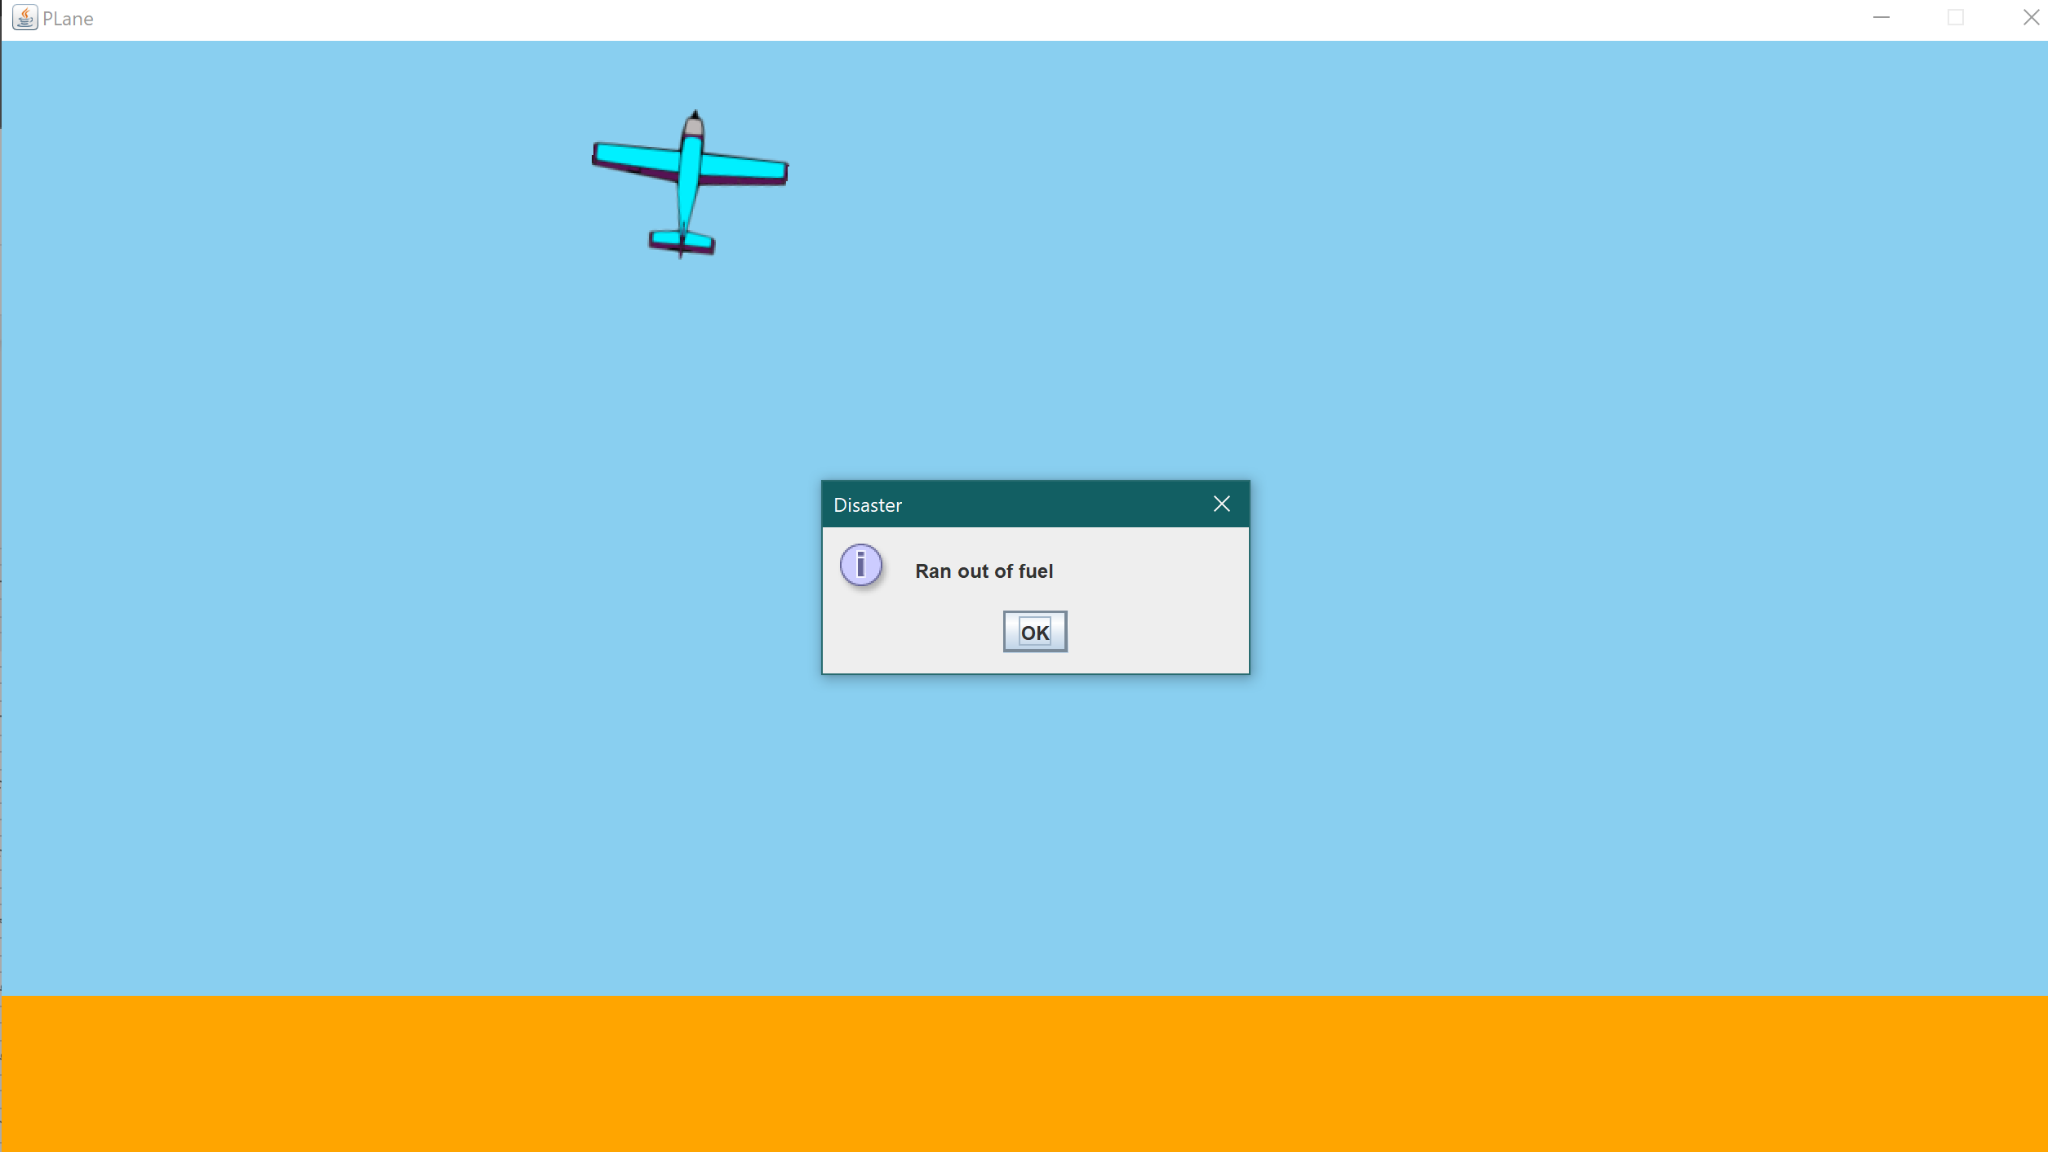 PLane
Disaster
Ran out of fuel
OK